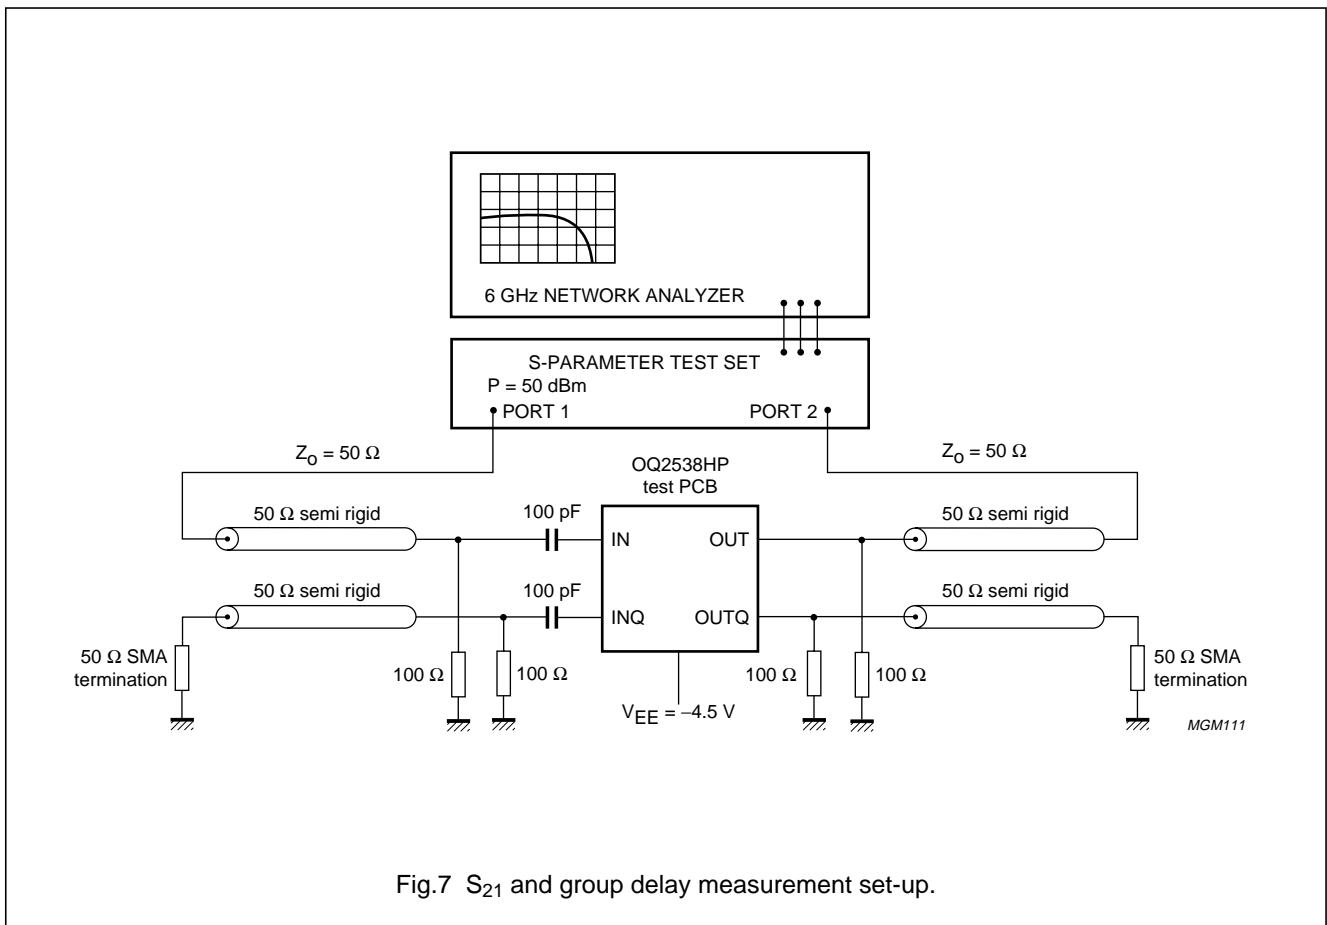 6 GHz NETWORK ANALYZER
S-PARAMETER TEST SET
P = 50 dBm
PORT 1
PORT 2
Zo = 50 Ω
Zo = 50 Ω
OQ2538HP
test PCB
50 Ω semi rigid
100 pF
50 Ω semi rigid
IN
OUT
50 Ω semi rigid
100 pF
50 Ω semi rigid
INQ
OUTQ
50 Ω SMA
termination
100 Ω
100 Ω
100 Ω
100 Ω
50 Ω SMA
termination
VEE = −4.5 V
MGM111
Fig.7 S21 and group delay measurement set-up.